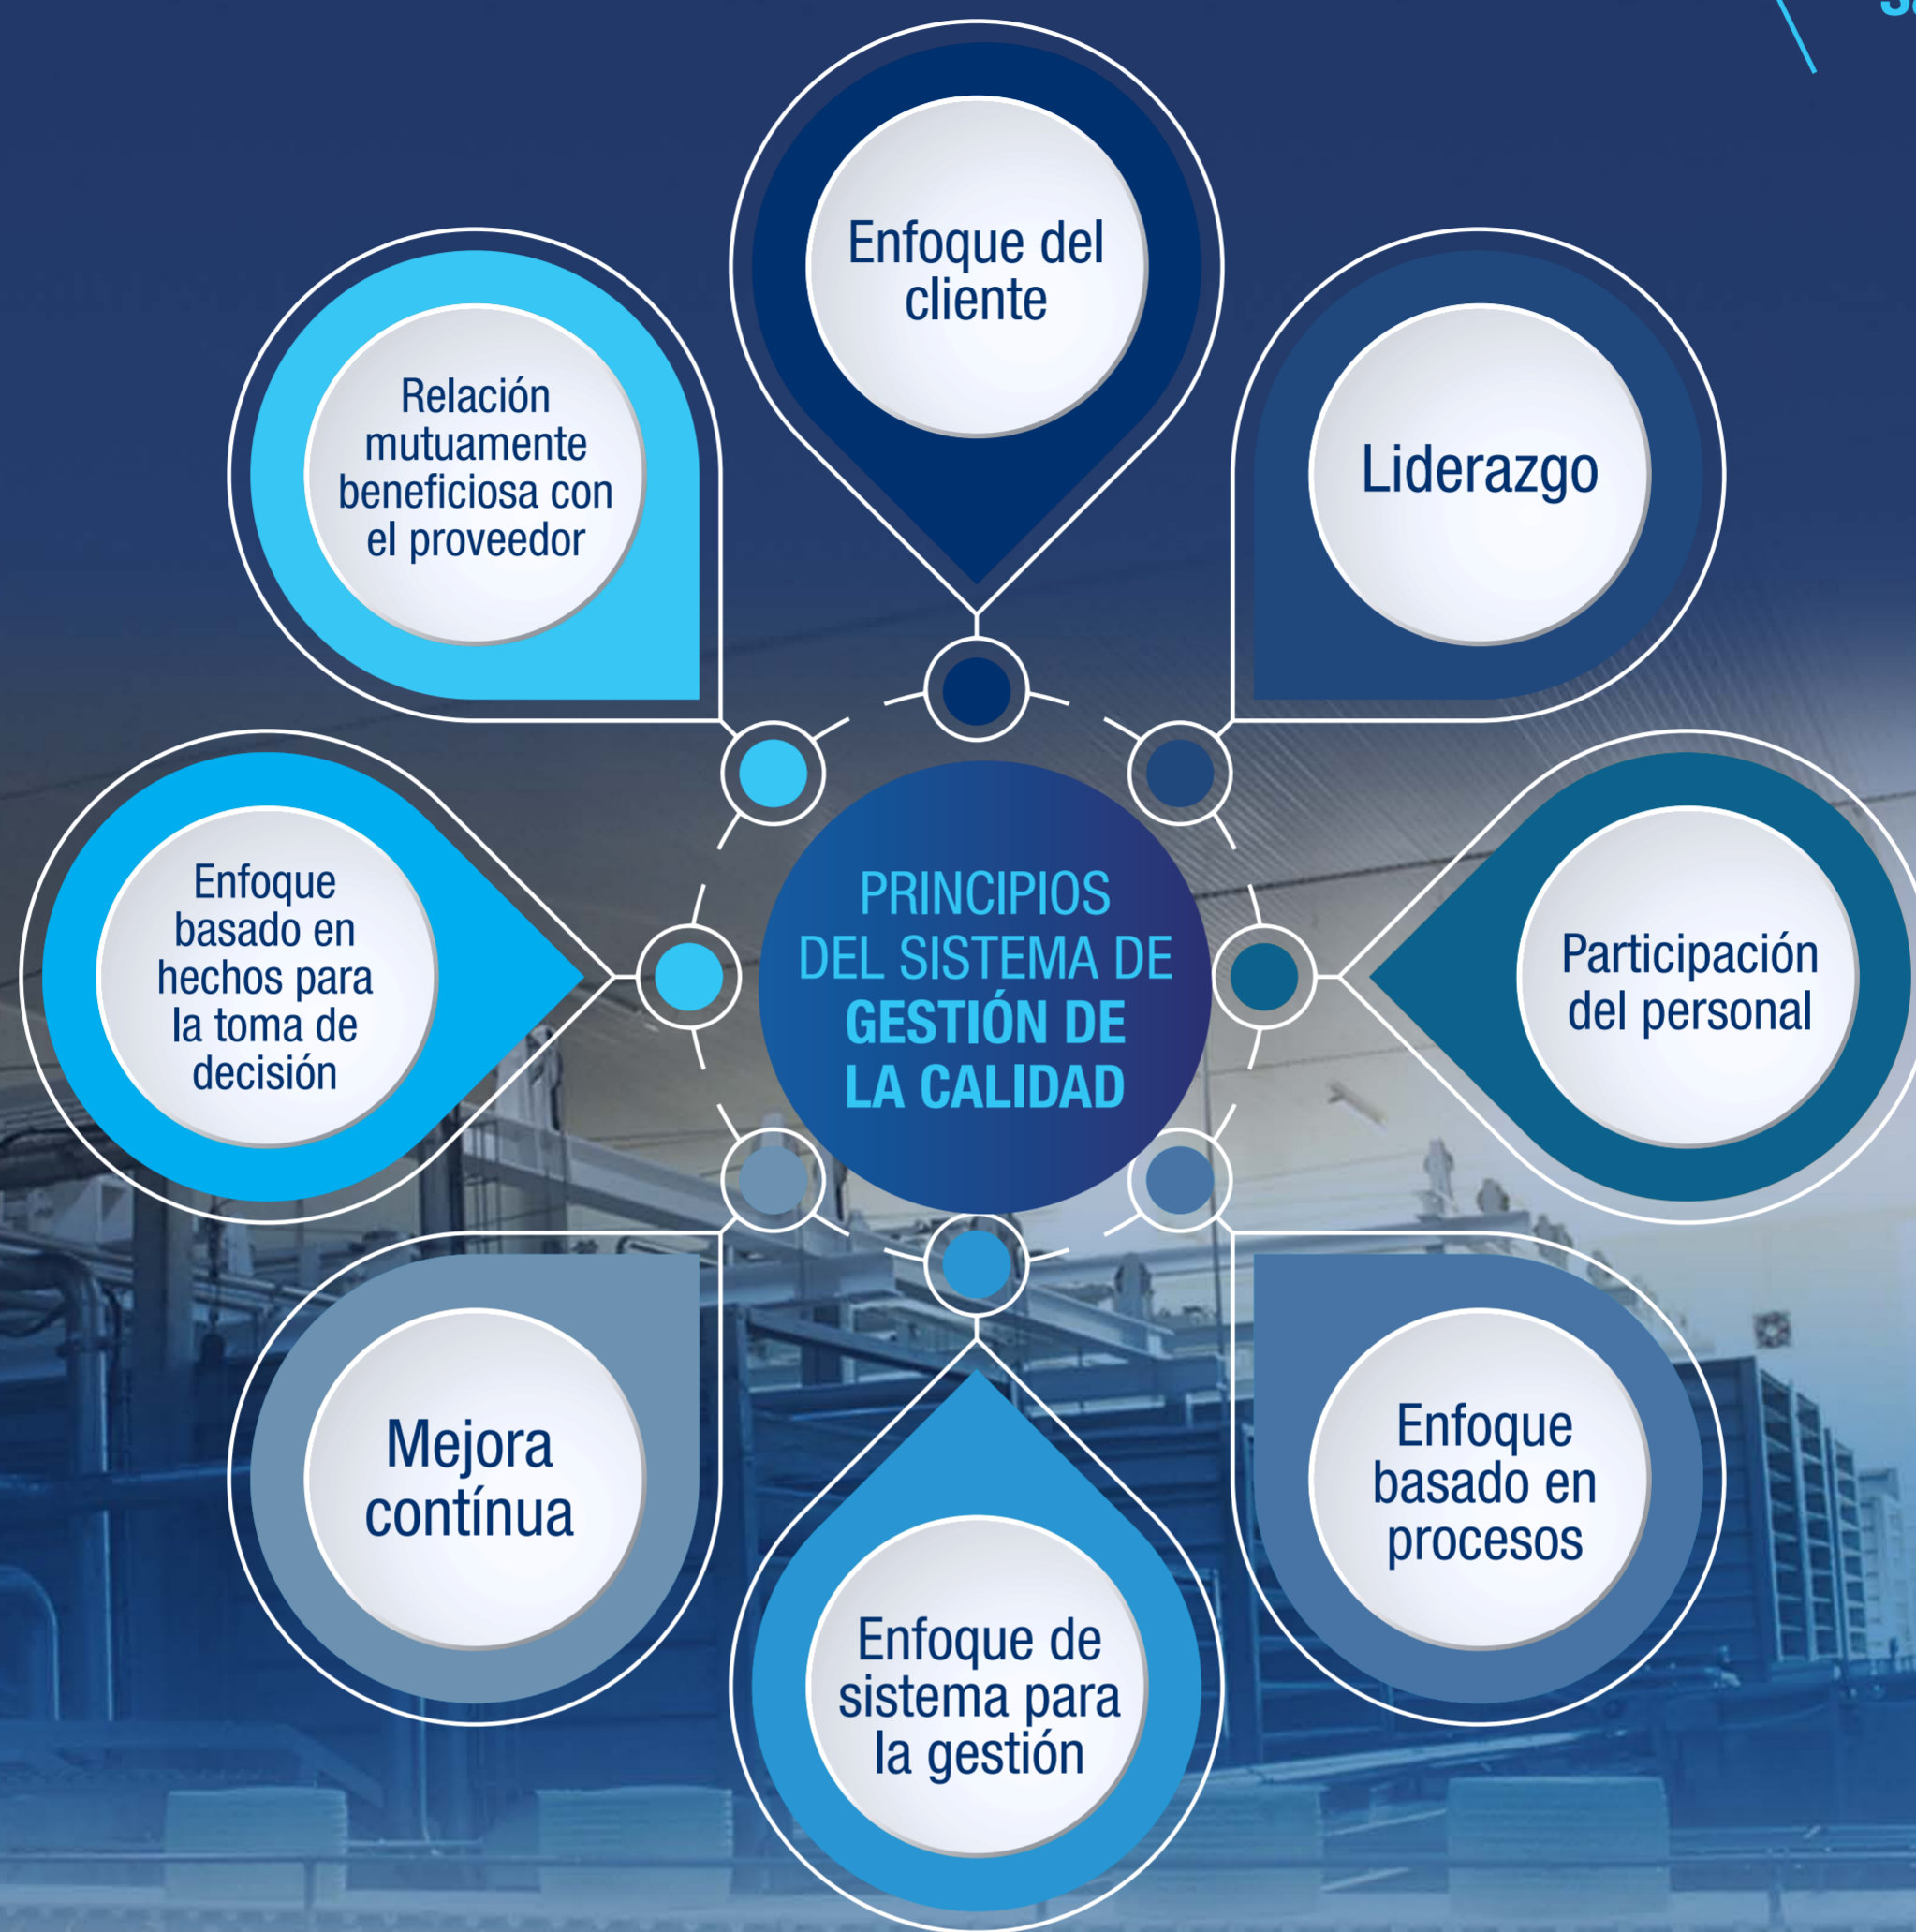 Enfoque del
cliente
Liderazgo
Participación
del personal
Enfoque
basado en
procesos
Enfoque de
sistema para
la gestión
Mejora
contínua
Enfoque
basado en
hechos para
la toma de
decisión
Relación
mutuamente
beneficiosa con
el proveedor
PRINCIPIOS
DEL SISTEMA DE
GESTIÓN DE
LA CALIDAD